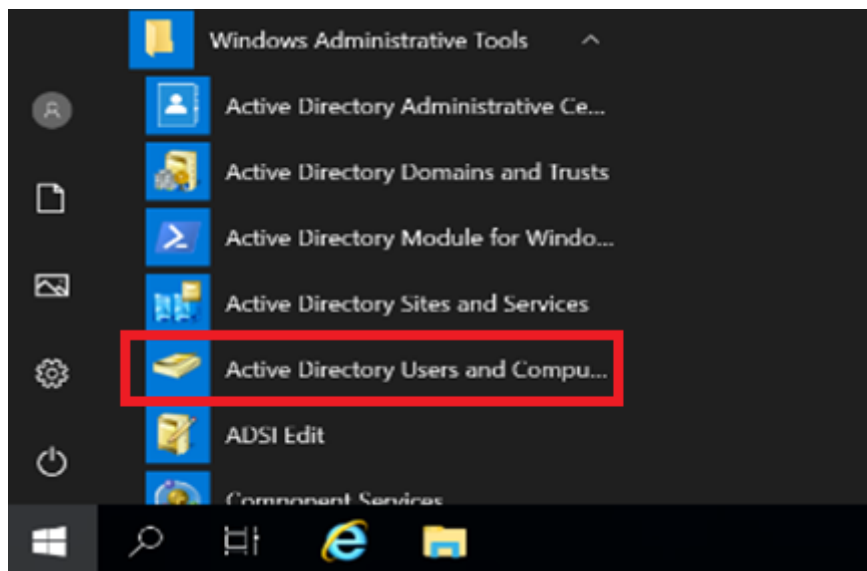 Windows Administrative Tools
Active Directory Administrative Ce...
Active Directory Domains and Trusts
Active Directory Module for Windo...
Active Directory Sites and Services
Active Directory Users and Compu...
ADSI Edit
Component Services